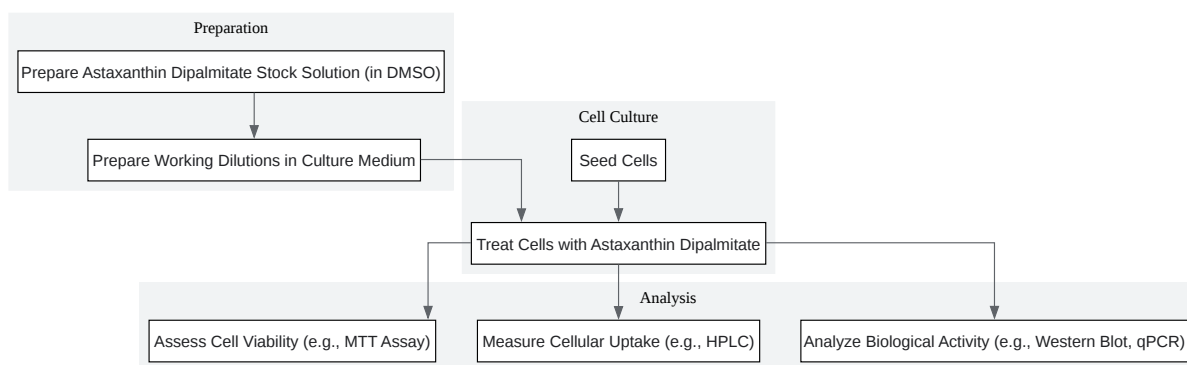 Preparation
Prepare Astaxanthin Dipalmitate Stock Solution (in DMSO)
Prepare Working Dilutions in Culture Medium
Cell Culture
Seed Cells
Treat Cells with Astaxanthin Dipalmitate
Analysis
Assess Cell Viability (e.g., MTT Assay)
Measure Cellular Uptake (e.g., HPLC)
Analyze Biological Activity (e.g., Western Blot, qPCR)